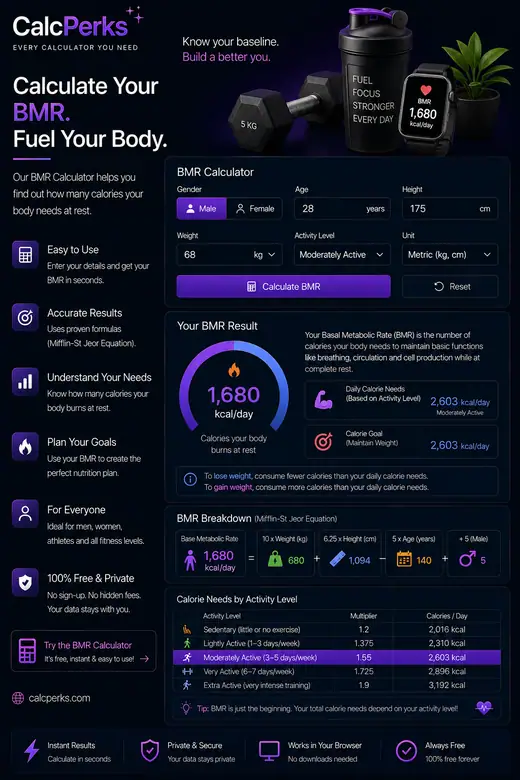 CalcPerks
EVERY CALCULATOR YOU NEED
Know your baseline.
Build a better you.
Calculate Your
BMR.
Fuel Your Body.
Our BMR Calculator helps you
find out how many calories your
body needs at rest.
5 KG
FUEL
FOCUS
STRONGER
EVERY DAY
BMR
1,680
kcal/day
Easy to Use
Enter your details and get your
BMR in seconds.
Accurate Results
Uses proven formulas
(Mifflin-St Jeor Equation).
Understand Your Needs
Know how many calories your
body burns at rest.
Plan Your Goals
Use your BMR to create the
perfect nutrition plan.
For Everyone
Ideal for men, women,
athletes and all fitness levels.
100% Free & Private
No sign-up. No hidden fees.
Your data stays with you.
Try the BMR Calculator
It's free, instant & easy to use! →
calcperks.com
BMR Calculator
Gender Age Height
Male Female 28 years 175 cm
Weight Activity Level Unit
68 kg Moderately Active Metric (kg, cm)
Calculate BMR Reset
Your BMR Result
1,680
kcal/day
Calories your body
burns at rest
Your Basal Metabolic Rate (BMR) is the number of
calories your body needs to maintain basic functions
like breathing, circulation and cell production while at
complete rest.
Daily Calorie Needs
(Based on Activity Level)
2,603 kcal/day
Moderately Active
Calorie Goal
(Maintain Weight)
2,603 kcal/day
To lose weight, consume fewer calories than your daily calorie needs.
To gain weight, consume more calories than your daily calorie needs.
BMR Breakdown (Mifflin-St Jeor Equation)
Base Metabolic Rate 10 x Weight (kg) 6.25 x Height (cm) 5 x Age (years) + 5 (Male)
1,680 kcal/day = 680 + 1,094 − 140 + 5
Calorie Needs by Activity Level
Activity Level Multiplier Calories / Day
Sedentary (little or no exercise) 1.2 2,016 kcal
Lightly Active (1–3 days/week) 1.375 2,310 kcal
Moderately Active (3–5 days/week) 1.55 2,603 kcal
Very Active (6–7 days/week) 1.725 2,896 kcal
Extra Active (very intense training) 1.9 3,192 kcal
Tip: BMR is just the beginning. Your total calorie needs depend on your activity level!
Instant Results
Calculate in seconds
Private & Secure
Your data stays private
Works in Your Browser
No downloads needed
Always Free
100% free forever